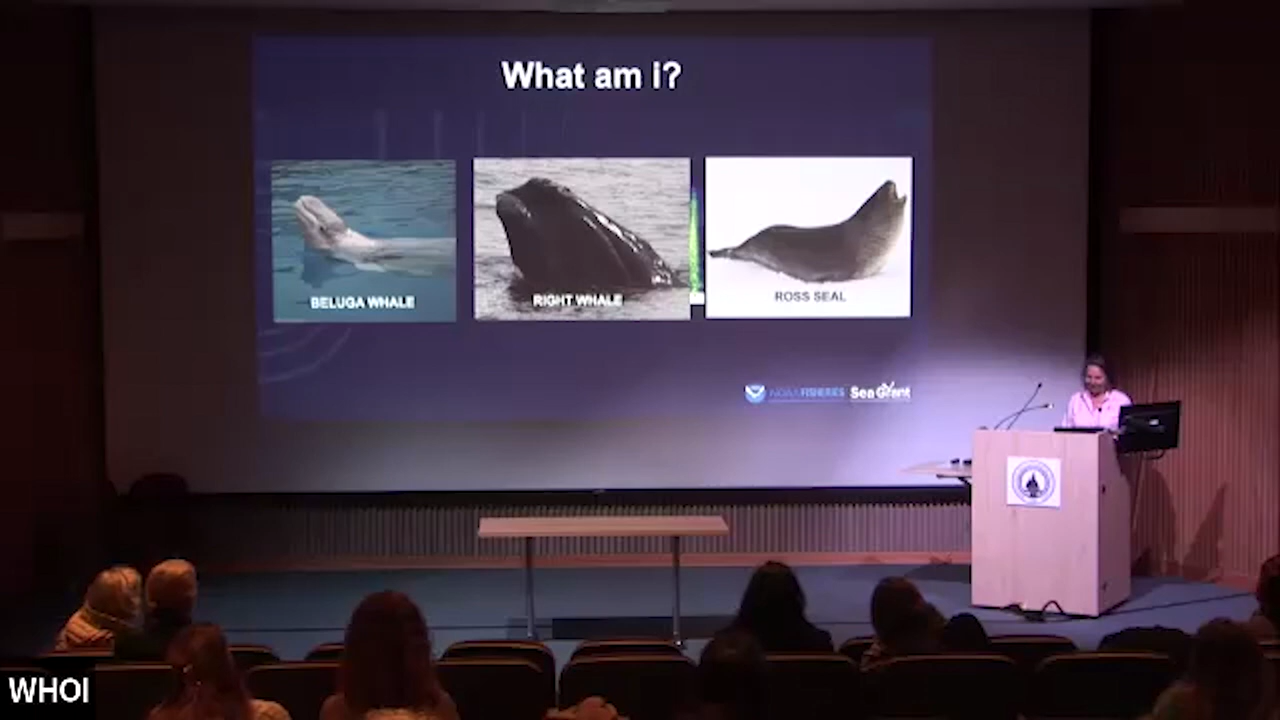 What am i?
BELUGA WHALE
RIGHT WHALE
ROSS SEAL
NOAA FISHERIES Sea Grant
WHOI